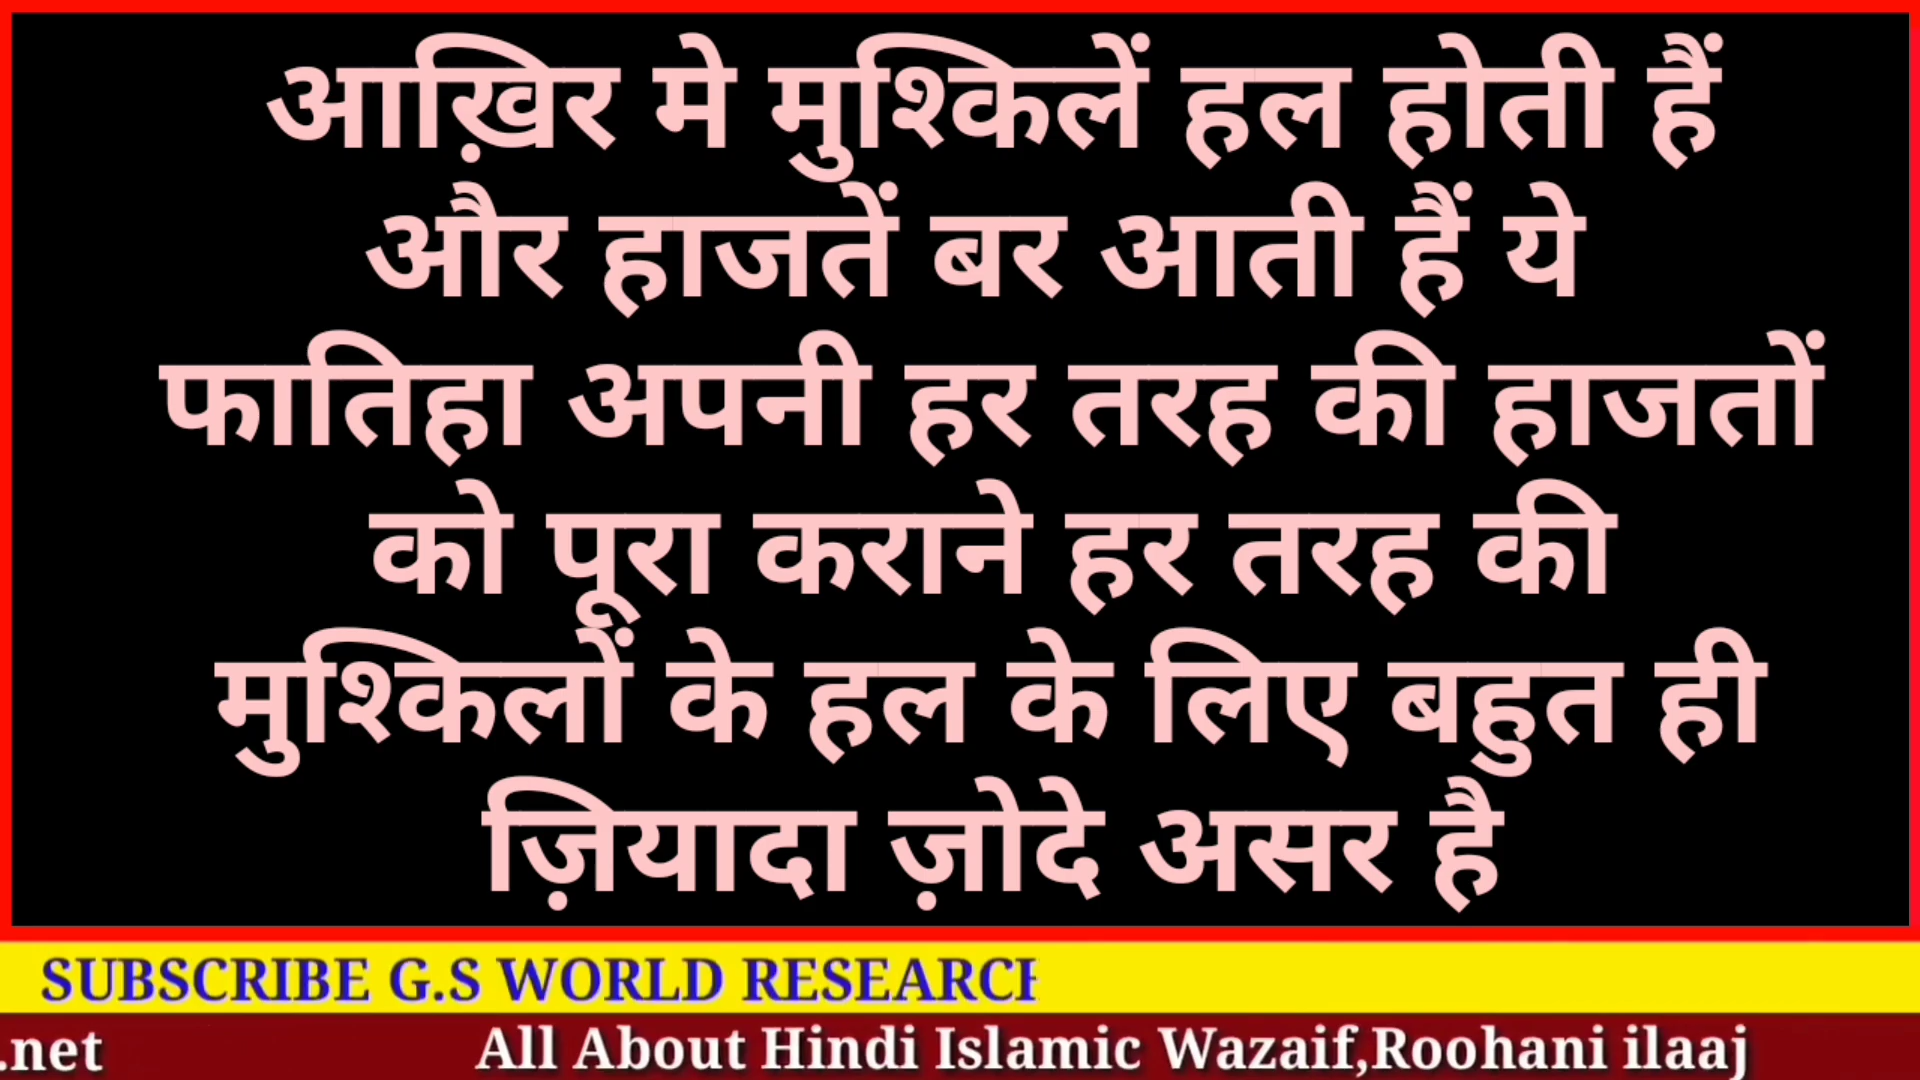 आख़िर मे मुश्किलें हल होती हैं
और हाजतें बर आती हैं ये
फातिहा अपनी हर तरह की हाजतों
को पूरा कराने हर तरह की
मुश्किलों के हल के लिए बहुत ही
ज़ियादा ज़ोदे असर है
SUBSCRIBE G.S WORLD RESEARCH
.net All About Hindi Islamic Wazaif,Roohani ilaaj